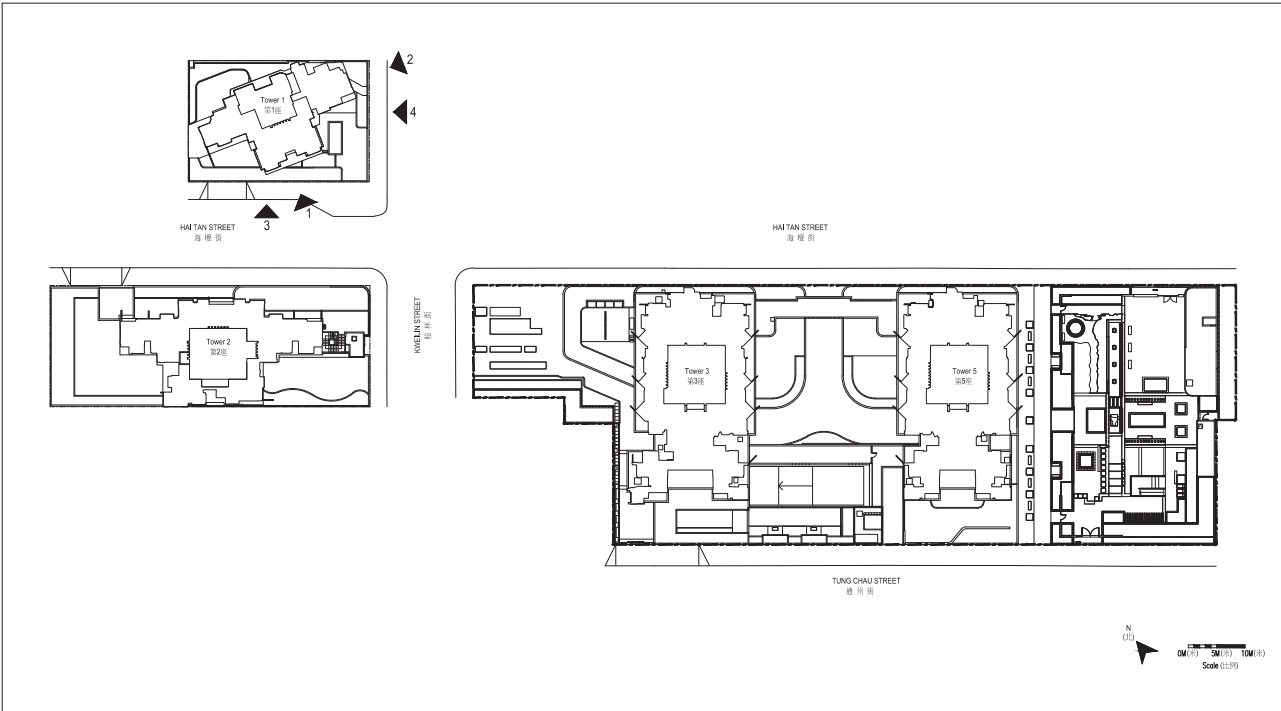 2
Tower 1
第1座
4
1
3
HAI TAN STREET
海壇街
HAI TAN STREET
海壇街
KWEILIN STREET
桂林街
Tower 2
第2座
Tower 3
第3座
Tower 5
第5座
TUNG CHAU STREET
通州街
N
(北)
0M(米) 5M(米) 10M(米)
Scale (比例)